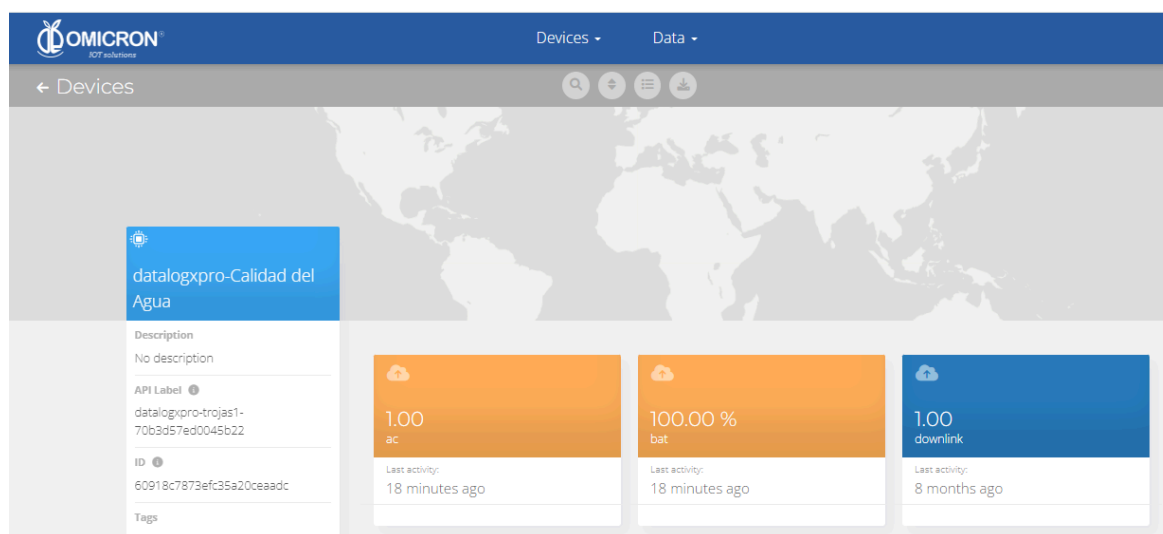 OMICRON®
IOT solutions
Devices
Data
Devices
datalogxpro-Calidad del
Agua
Description
No description
API Label
datalogxpro-trojas1-
70b3d57ed0045b22
ID
60918c7873efc35a20ceaadc
Tags
1.00
ac
Last activity:
18 minutes ago
100.00 %
bat
Last activity:
18 minutes ago
1.00
downlink
Last activity:
8 months ago